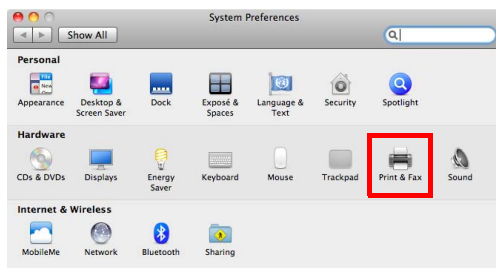 System Preferences
Show All
Personal
Appearance Desktop & Screen Saver Dock Exposé & Spaces Language & Text Security Spotlight
Hardware
CDs & DVDs Displays Energy Saver Keyboard Mouse Trackpad Print & Fax Sound
Internet & Wireless
MobileMe Network Bluetooth Sharing